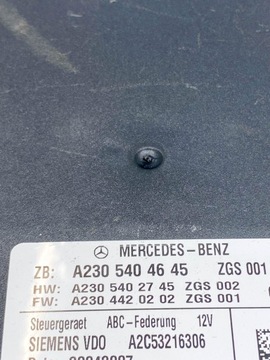 MERCEDES-BENZ
ZB: A230 540 46 45 ZGS 001
HW: A230 540 27 45 ZGS 002
FW: A230 442 02 02 ZGS 001
Steuergeraet ABC-Federung 12V
SIEMENS VDO A2C53216306